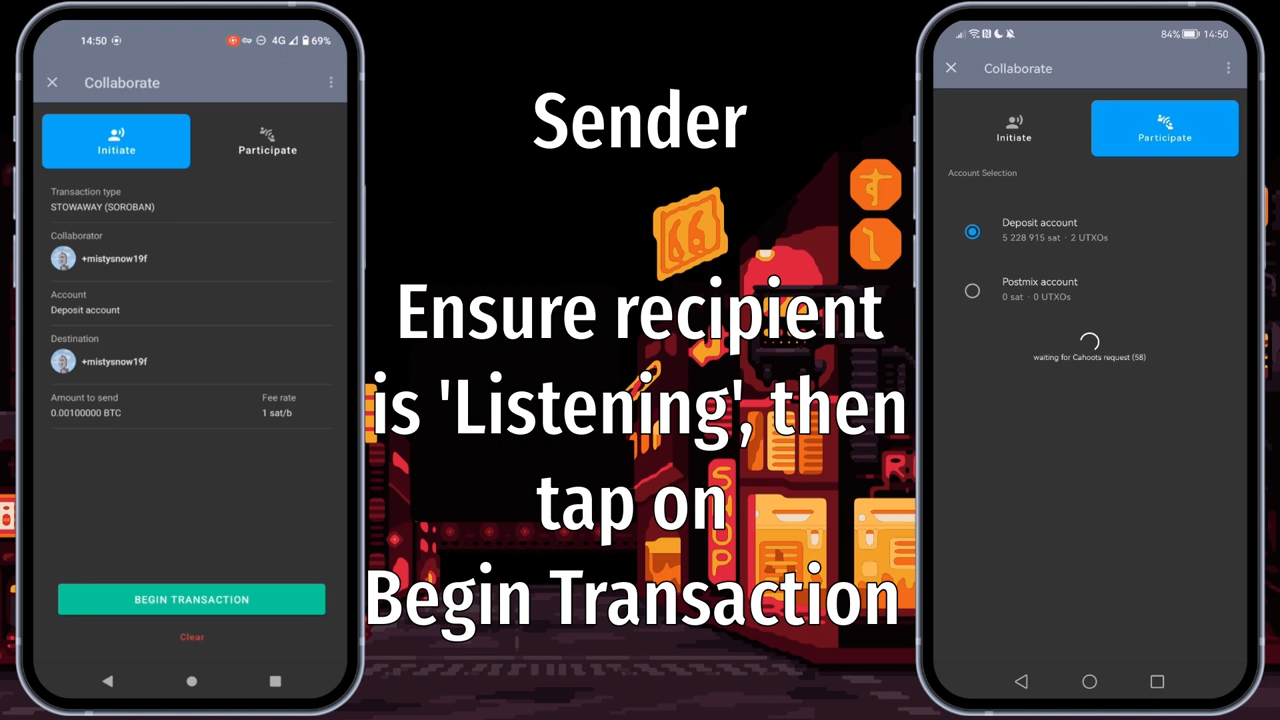 14:50
4G
69%
Collaborate
Initiate
Participate
Transaction type
STOWAWAY (SOROBAN)
Collaborator
+mistysnow19f
Account
Deposit account
Destination
+mistysnow19f
Amount to send
Fee rate
0.00100000 BTC
1 sat/b
BEGIN TRANSACTION
Clear
Sender
Ensure recipient
is 'Listening', then
tap on
Begin Transaction
84%
14:50
Collaborate
Initiate
Participate
Account Selection
Deposit account
5 228 915 sat · 2 UTXOs
Postmix account
0 sat · 0 UTXOs
waiting for Cahoots request (58)